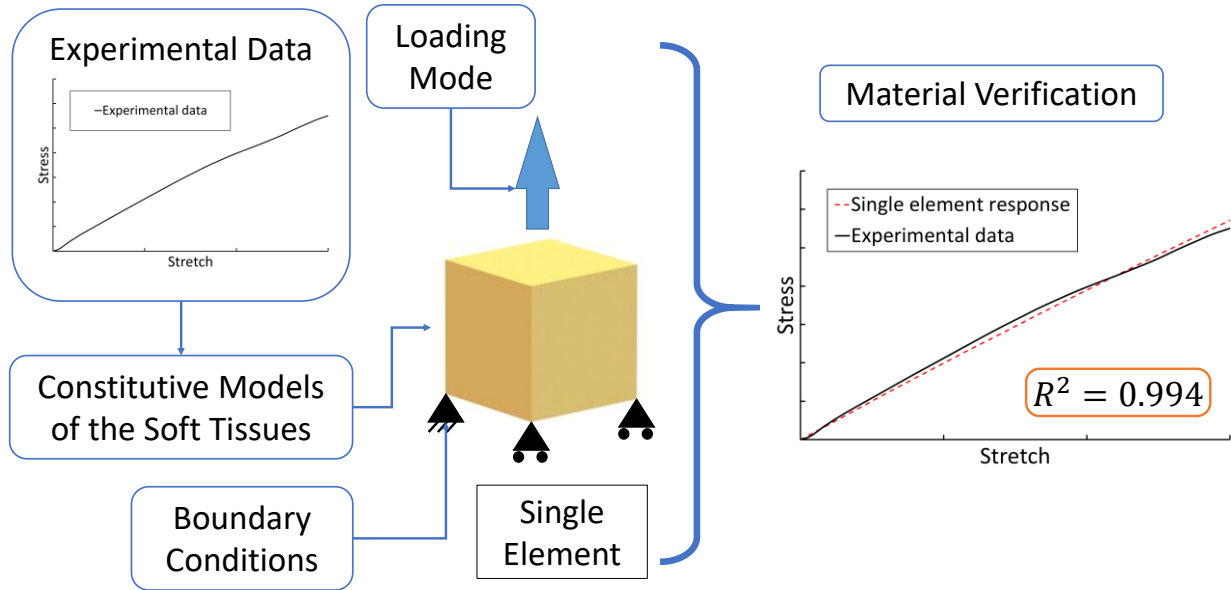 Experimental Data
–Experimental data
Stress
Stretch
Loading
Mode
Constitutive Models
of the Soft Tissues
Boundary
Conditions
Single
Element
Material Verification
Single element response
Experimental data
Stress
R² = 0.994
Stretch